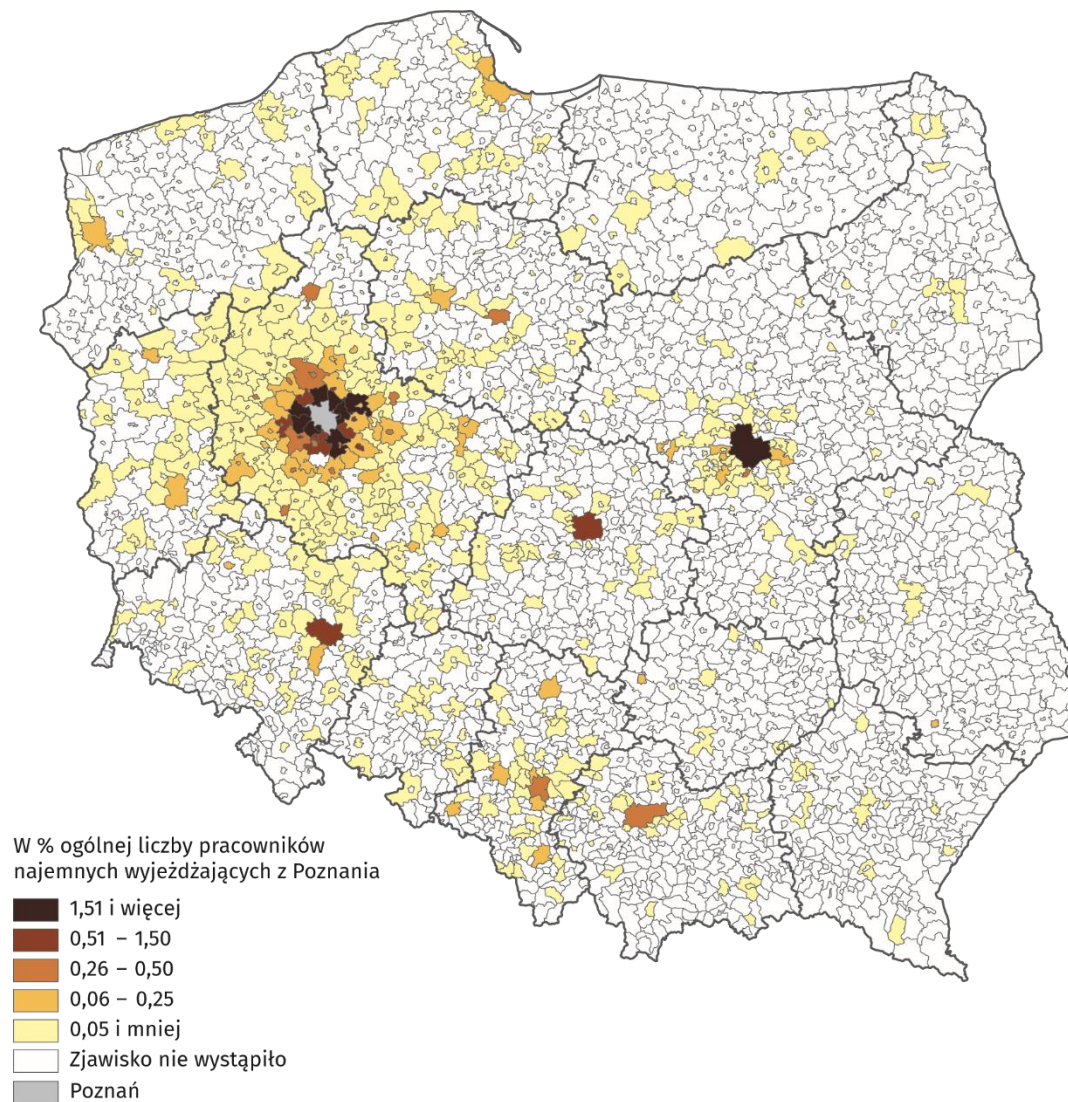 W % ogólnej liczby pracowników
najemnych wyjeżdżających z Poznania
1,51 i więcej
0,51 – 1,50
0,26 – 0,50
0,06 – 0,25
0,05 i mniej
Zjawisko nie wystąpiło
Poznań